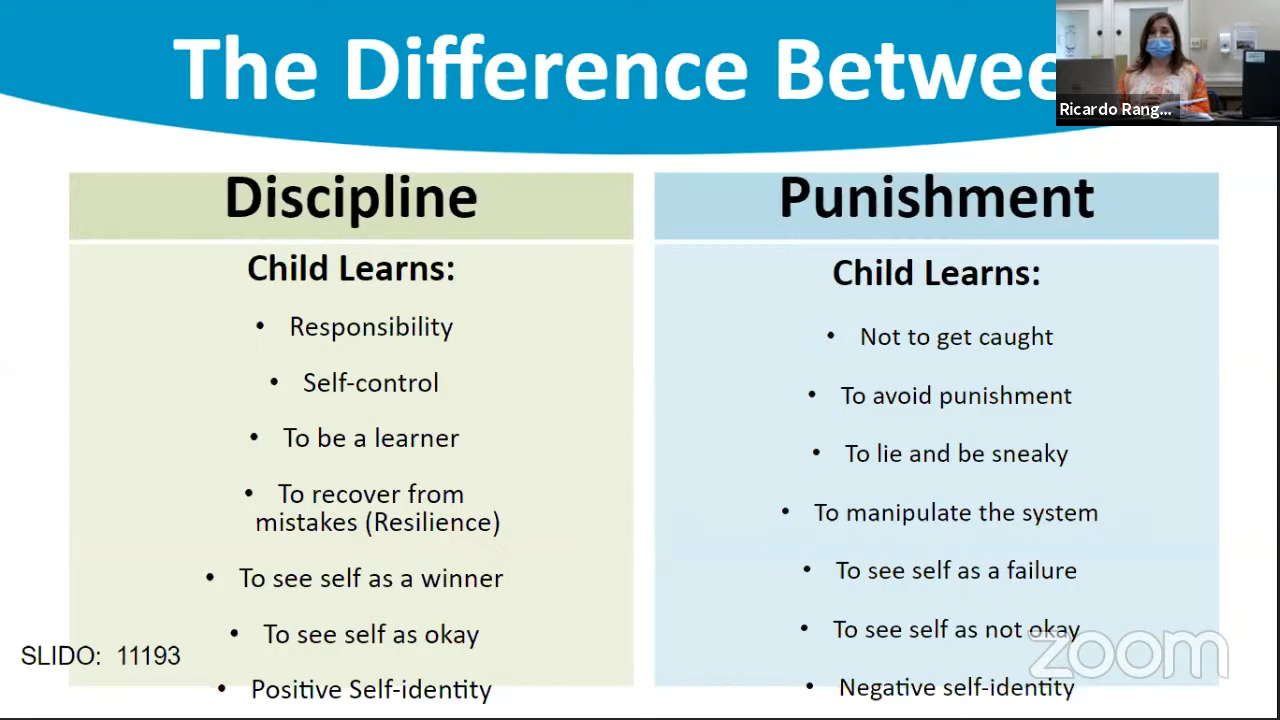 The Difference Betwee
Ricardo Rang...
Discipline
Child Learns:
• Responsibility
• Self-control
• To be a learner
• To recover from
mistakes (Resilience)
• To see self as a winner
• To see self as okay
• Positive Self-identity
Punishment
Child Learns:
• Not to get caught
• To avoid punishment
• To lie and be sneaky
• To manipulate the system
• To see self as a failure
• To see self as not okay
• Negative self-identity
SLIDO: 11193
zoom